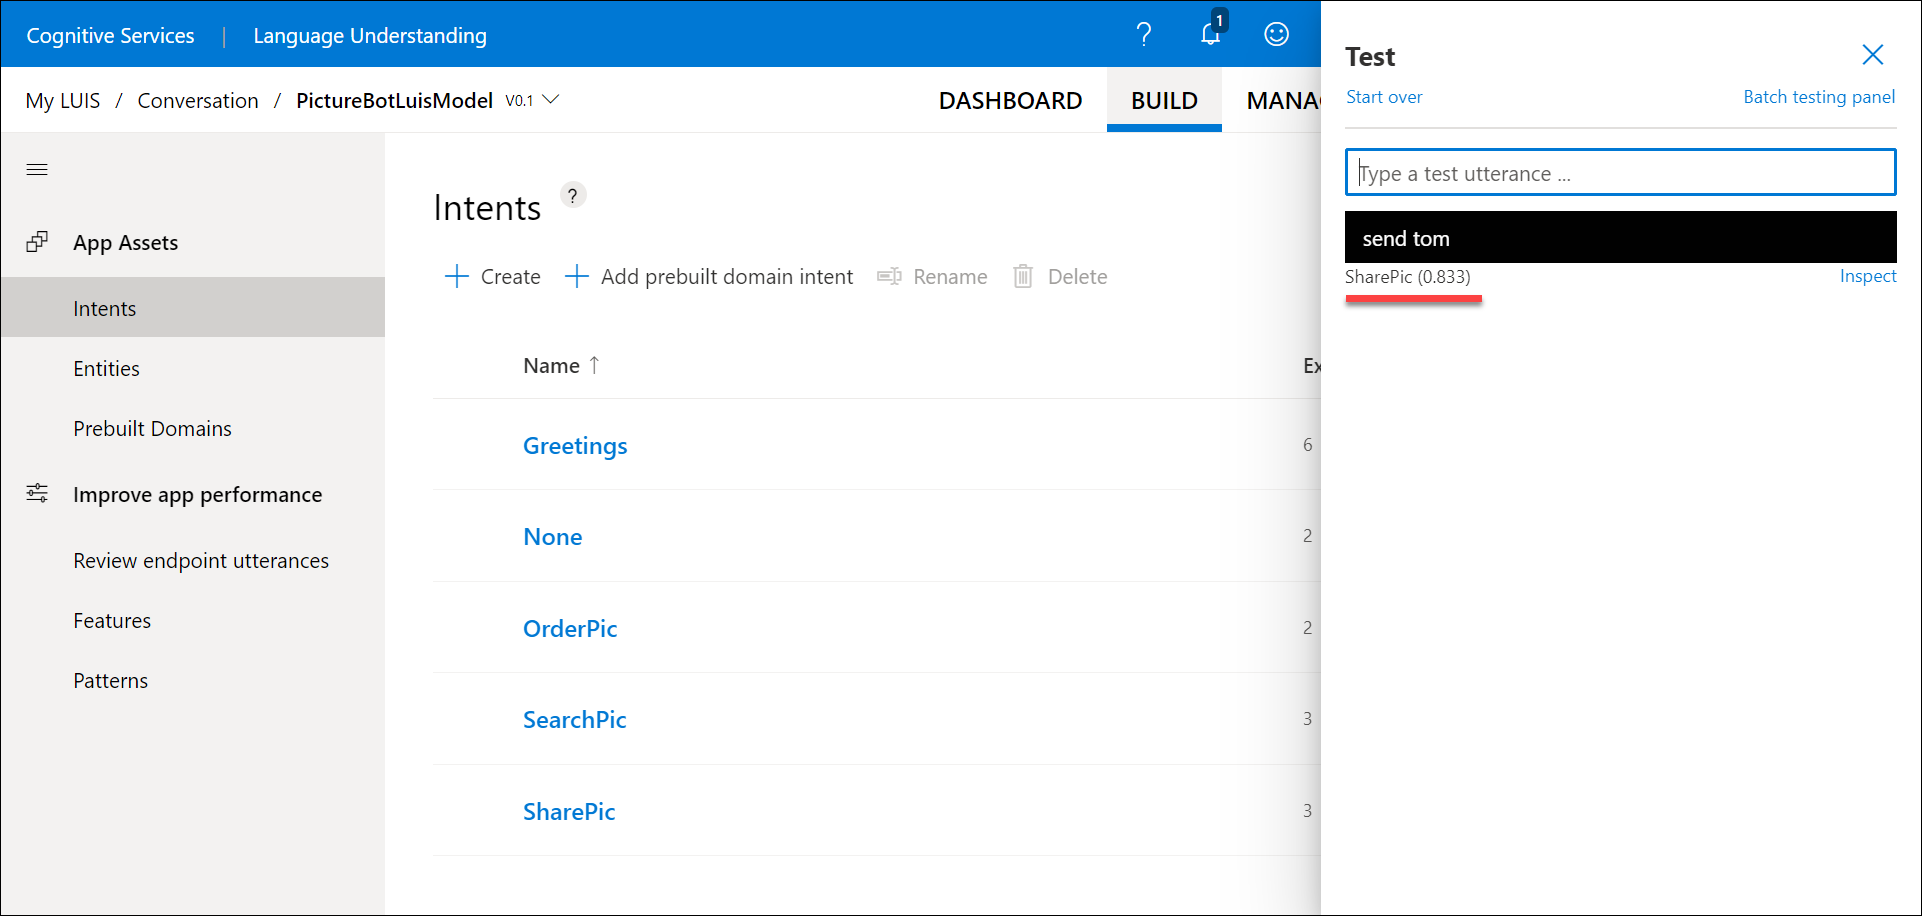 Cognitive Services | Language Understanding
1
My LUIS / Conversation / PictureBotLuisModel V0.1
DASHBOARD BUILD MANAG
App Assets
Intents
Entities
Prebuilt Domains
Improve app performance
Review endpoint utterances
Features
Patterns
Intents ?
Create Add prebuilt domain intent Rename Delete
Name ↑ Ex
Greetings 6
None 2
OrderPic 2
SearchPic 3
SharePic 3
Test
Start over Batch testing panel
Type a test utterance ...
send tom
SharePic (0.833) Inspect